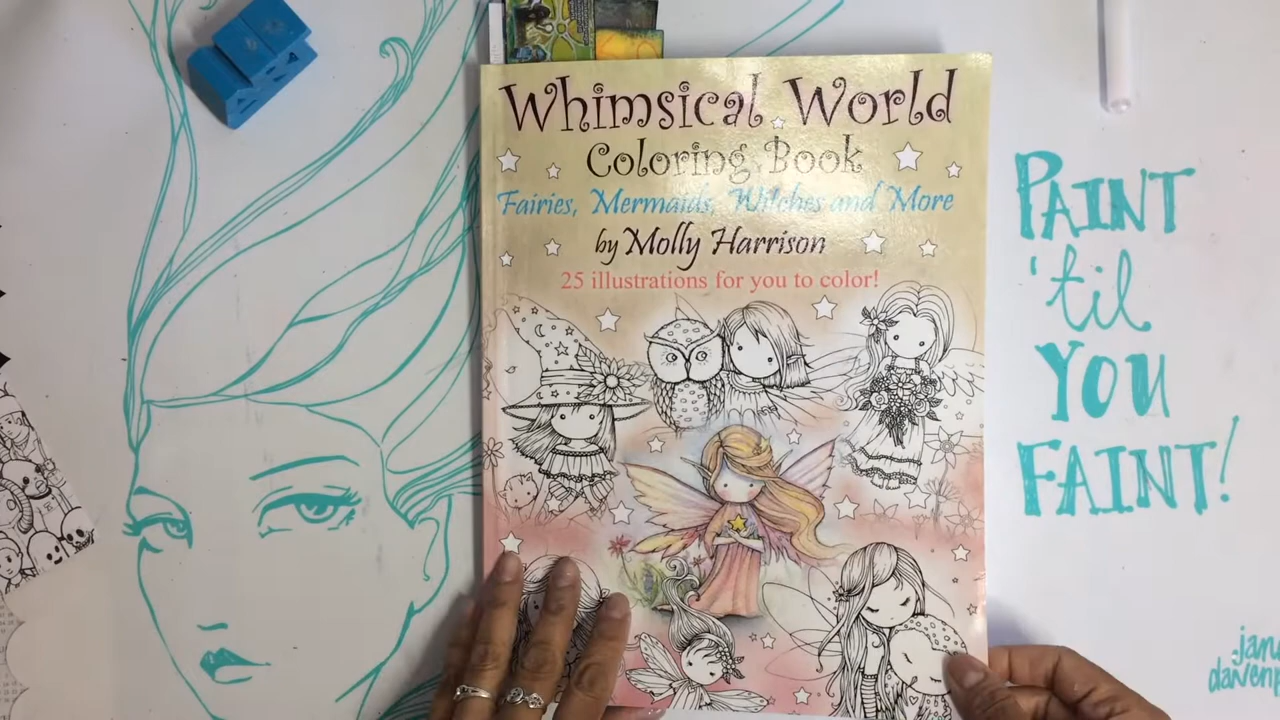 Whimsical World
Coloring Book
Fairies, Mermaids, Witches and More
by Molly Harrison
25 illustrations for you to color!
PAINT
'til
YOU
FAINT!